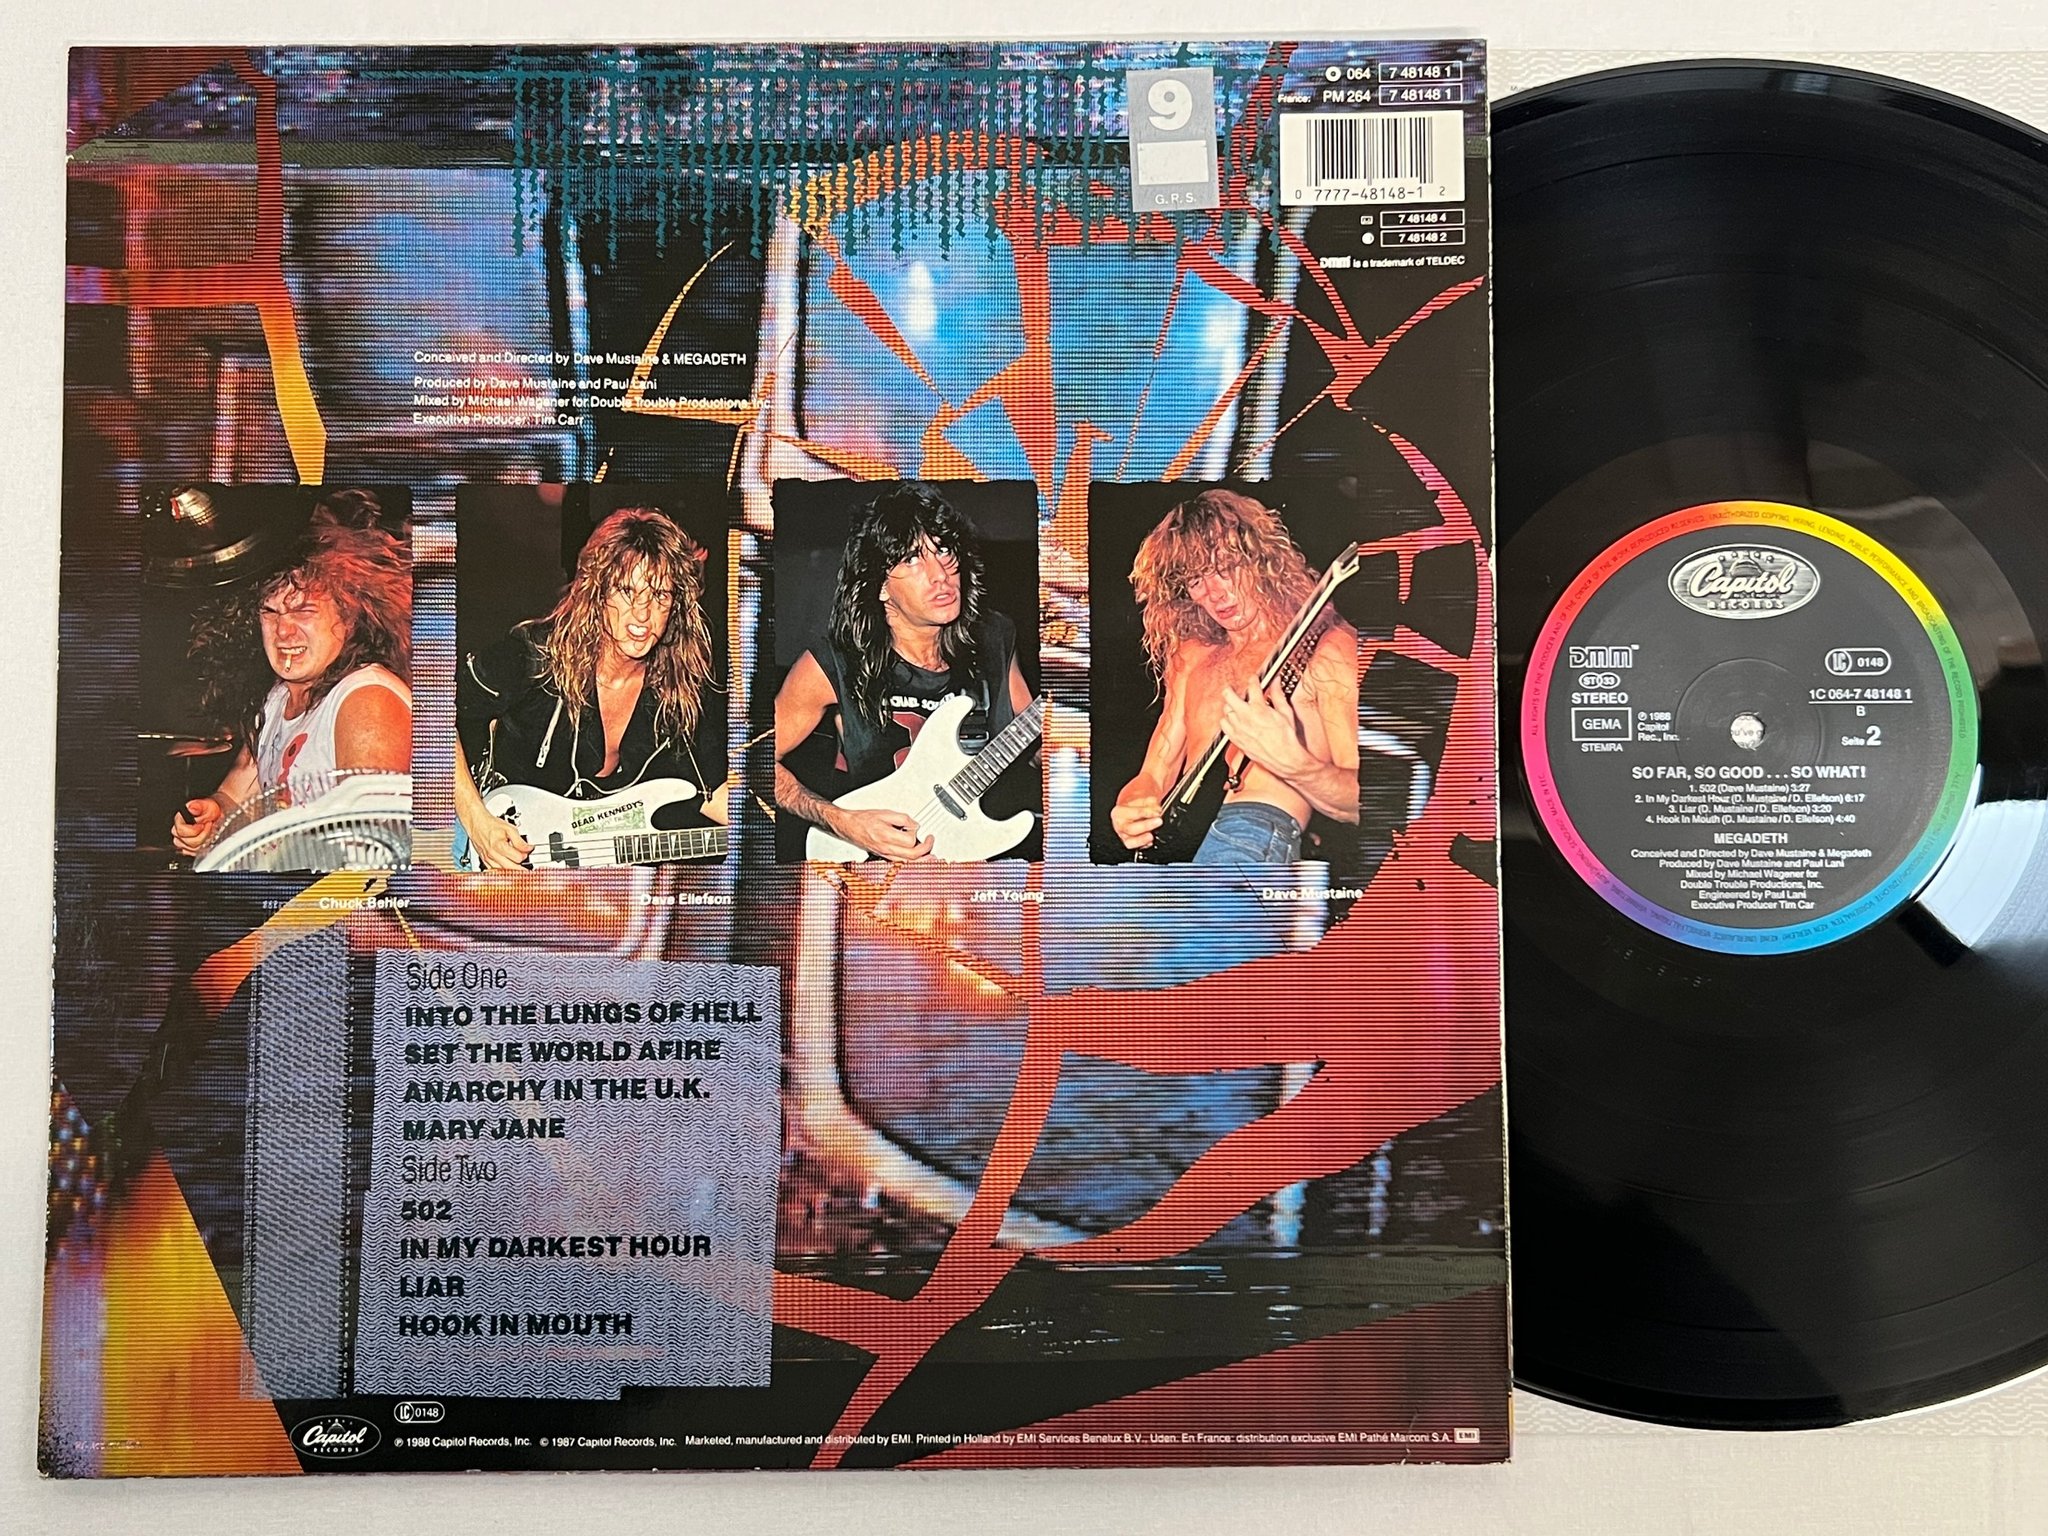 064 7 48148 1
France: PM 264 7 48148 1
9
G.R.S.
0 7777-48148-1 2
7 48148 4
7 48148 2
DMM is a trademark of TELDEC
Conceived and Directed by Dave Mustaine & MEGADETH
Produced by Dave Mustaine and Paul Lani
Mixed by Michael Wagener for Double Trouble Productions, Inc.
Executive Producer: Tim Carr
DEAD KENNEDYS
Chuck Behler
Dave Ellefson
Jeff Young
Dave Mustaine
Side One
INTO THE LUNGS OF HELL
SET THE WORLD AFIRE
ANARCHY IN THE U.K.
MARY JANE
Side Two
502
IN MY DARKEST HOUR
LIAR
HOOK IN MOUTH
LC 0148
Capitol
RECORDS
℗ 1988 Capitol Records, Inc. © 1987 Capitol Records, Inc. Marketed, manufactured and distributed by EMI. Printed in Holland by EMI Services Benelux B.V., Uden. En France: distribution exclusive EMI Pathé Marconi S.A. EMI
Capitol
RECORDS
DMM
ST 33
STEREO
GEMA
STEMRA
℗ 1988
Capitol
Rec., Inc.
LC 0148
1C 064-7 48148 1
B
Seite 2
SO FAR, SO GOOD . . . SO WHAT!
1. 502 (Dave Mustaine) 3:27
2. In My Darkest Hour (D. Mustaine / D. Ellefson) 6:17
3. Liar (D. Mustaine / D. Ellefson) 3:20
4. Hook In Mouth (D. Mustaine / D. Ellefson) 4:40
MEGADETH
Conceived and Directed by Dave Mustaine & Megadeth
Produced by Dave Mustaine and Paul Lani
Mixed by Michael Wagener for
Double Trouble Productions, Inc.
Engineered by Paul Lani
Executive Producer Tim Carr